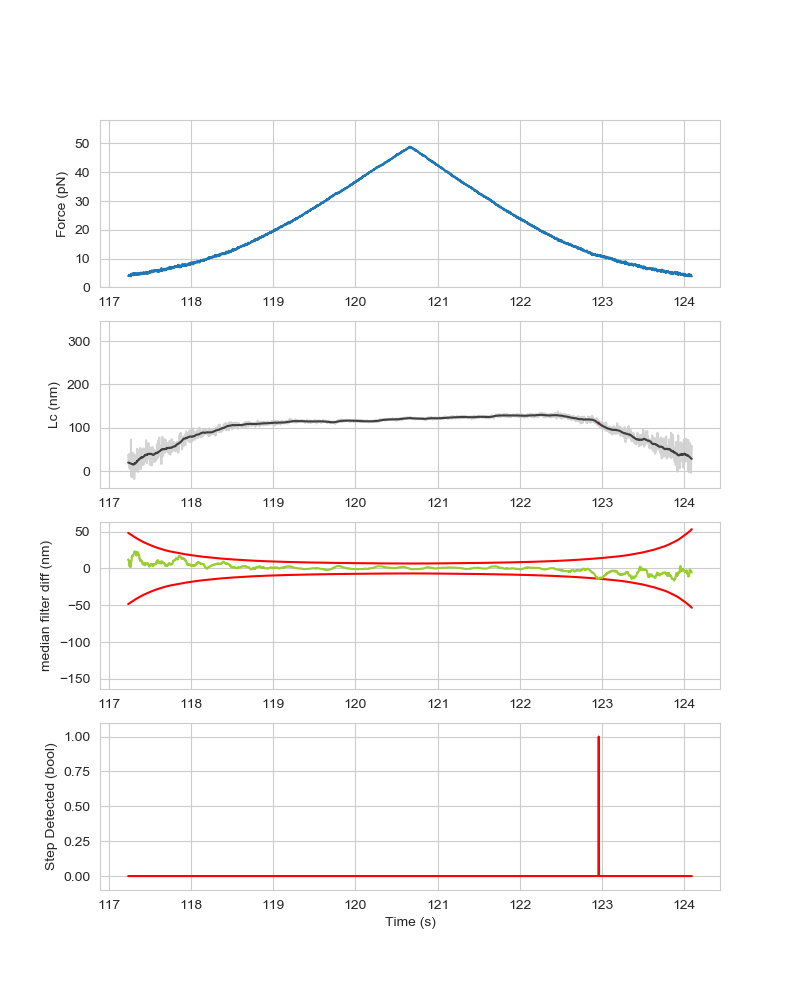 50
40
30
20
10
0
Force (pN)
117 118 119 120 121 122 123 124
300
200
100
0
Lc (nm)
117 118 119 120 121 122 123 124
50
0
−50
−100
−150
median filter diff (nm)
117 118 119 120 121 122 123 124
1.00
0.75
0.50
0.25
0.00
Step Detected (bool)
117 118 119 120 121 122 123 124
Time (s)